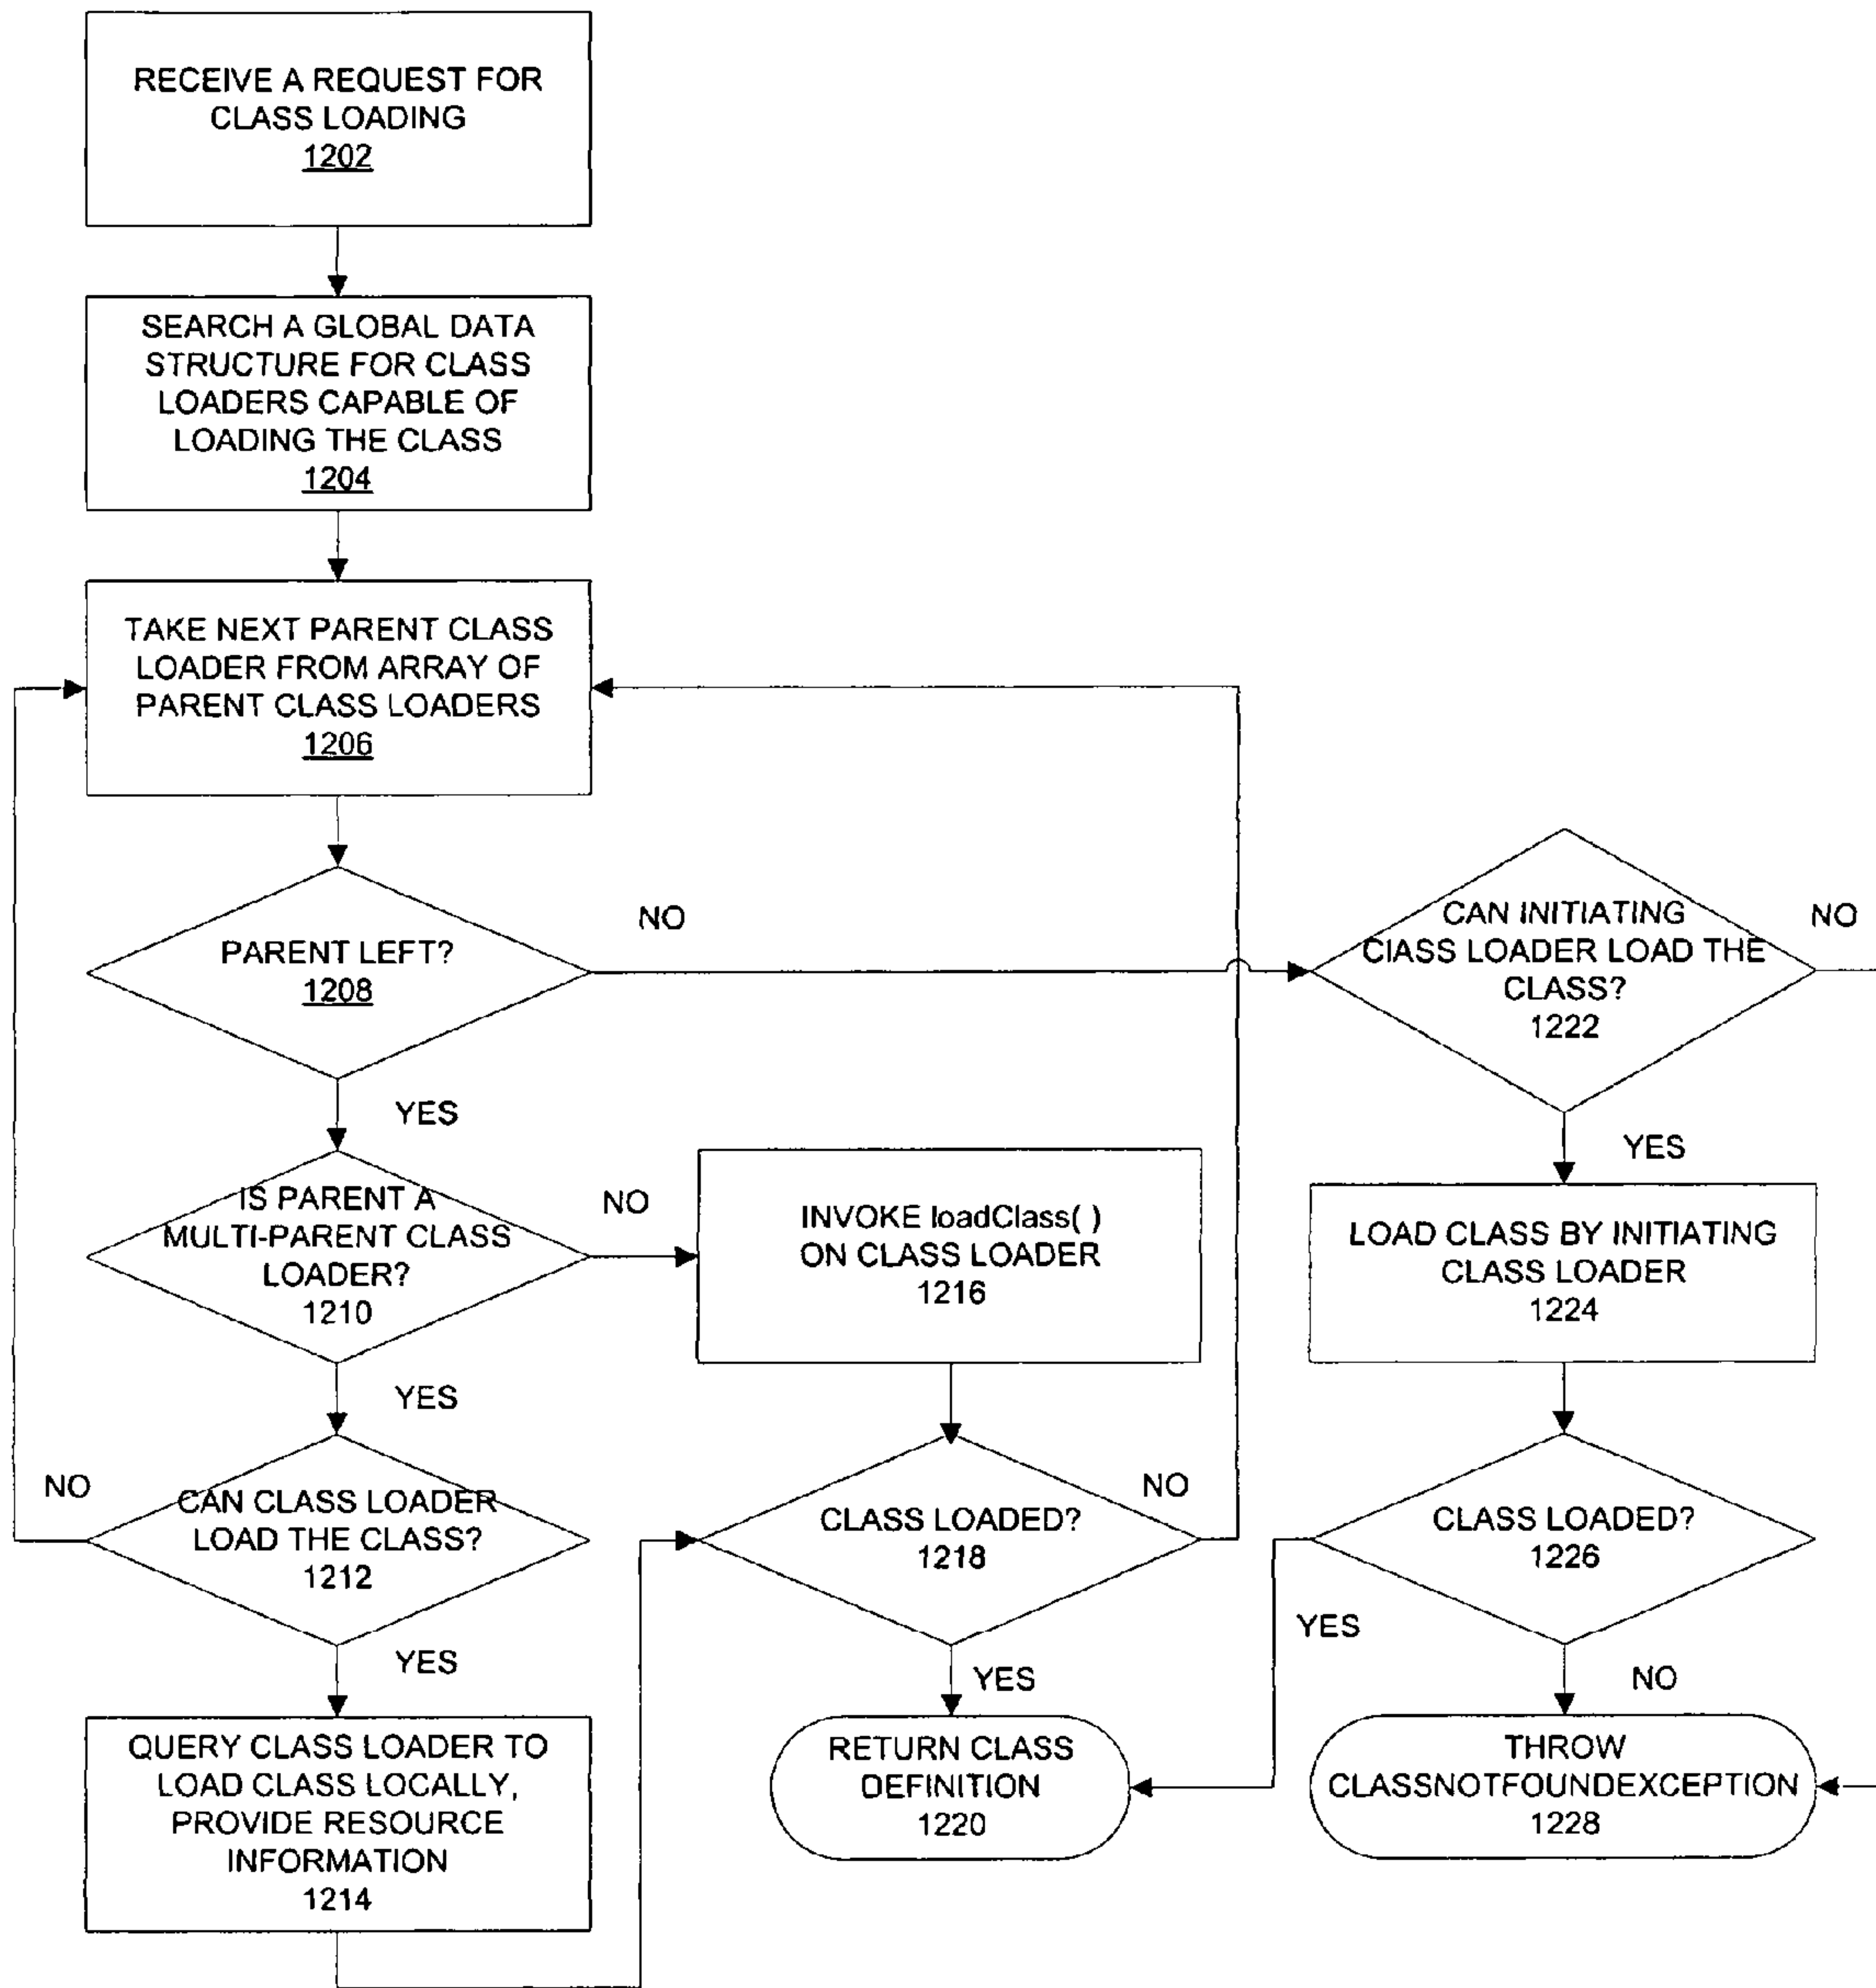 RECEIVE A REQUEST FOR
CLASS LOADING
1202
SEARCH A GLOBAL DATA
STRUCTURE FOR CLASS
LOADERS CAPABLE OF
LOADING THE CLASS
1204
TAKE NEXT PARENT CLASS
LOADER FROM ARRAY OF
PARENT CLASS LOADERS
1206
PARENT LEFT?
1208
NO
YES
IS PARENT A
MULTI-PARENT CLASS
LOADER?
1210
NO
YES
CAN CLASS LOADER
LOAD THE CLASS?
1212
NO
YES
QUERY CLASS LOADER TO
LOAD CLASS LOCALLY,
PROVIDE RESOURCE
INFORMATION
1214
INVOKE loadClass( )
ON CLASS LOADER
1216
CLASS LOADED?
1218
NO
YES
RETURN CLASS
DEFINITION
1220
CAN INITIATING
ClASS LOADER LOAD THE
CLASS?
1222
NO
YES
LOAD CLASS BY INITIATING
CLASS LOADER
1224
CLASS LOADED?
1226
YES
NO
THROW
CLASSNOTFOUNDEXCEPTION
1228